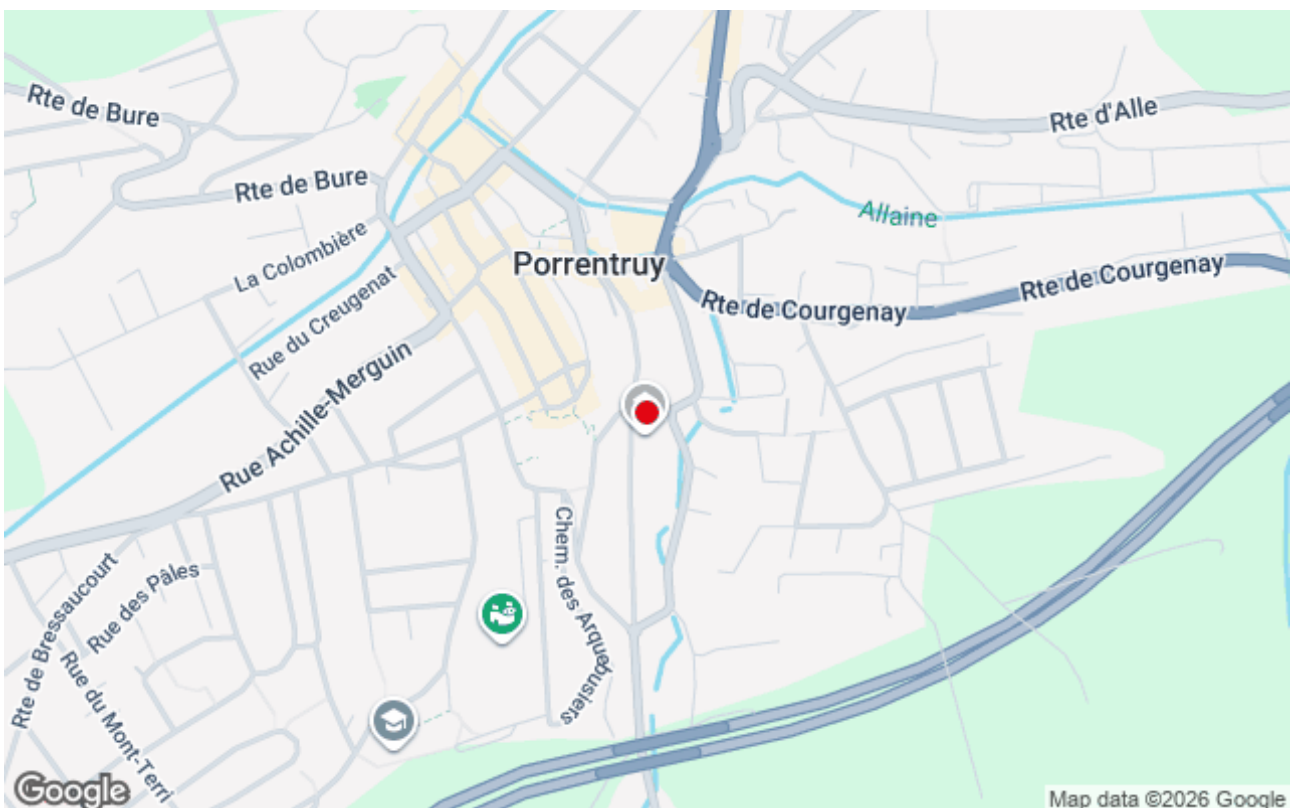 Rte de Bure
Rte d'Alle
Rte de Bure
La Colombière
Allaine
Porrentruy
Rue du Creugenat
Rte de Courgenay
Rte de Courgenay
Rue Achille-Merguin
Chem. des Arquebusiers
Rte de Bressaucourt
Rue des Pâles
Rue du Mont-Terri
Google
Map data ©2026 Google